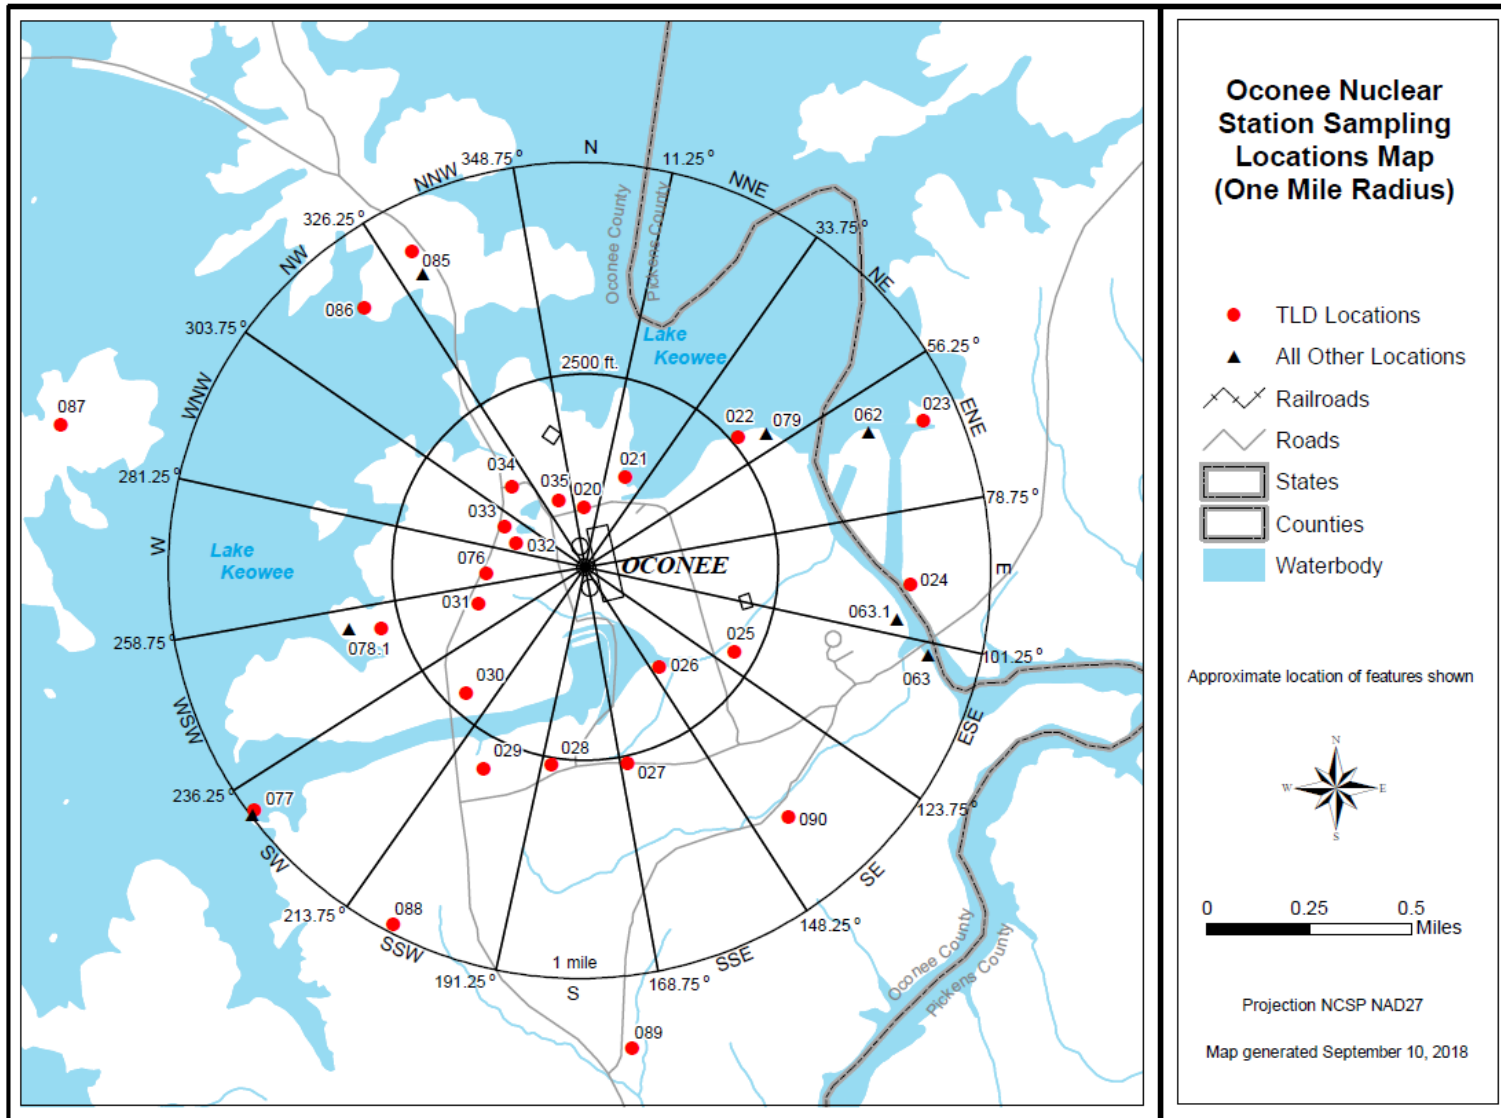 Oconee Nuclear
Station Sampling
Locations Map
(One Mile Radius)
TLD Locations
All Other Locations
Railroads
Roads
States
Counties
Waterbody
Approximate location of features shown
N
W
E
S
0
0.25
0.5
Miles
Projection NCSP NAD27
Map generated September 10, 2018
N
348.75 °
11.25 °
NNW
NNE
326.25 °
33.75 °
NW
NE
085
086
303.75 °
56.25 °
Oconee County
Pickens County
Lake
Keowee
2500 ft.
WNW
ENE
087
022
079
062
023
281.25 °
78.75 °
034
035
020
021
033
032
W
Lake
Keowee
076
OCONEE
E
031
024
063.1
258.75 °
078.1
025
026
063
101.25 °
030
WSW
ESE
029
028
027
236.25 °
077
090
123.75 °
SW
SE
213.75 °
088
148.25 °
SSW
SSE
1 mile
191.25 °
S
168.75 °
Oconee County
Pickens County
089